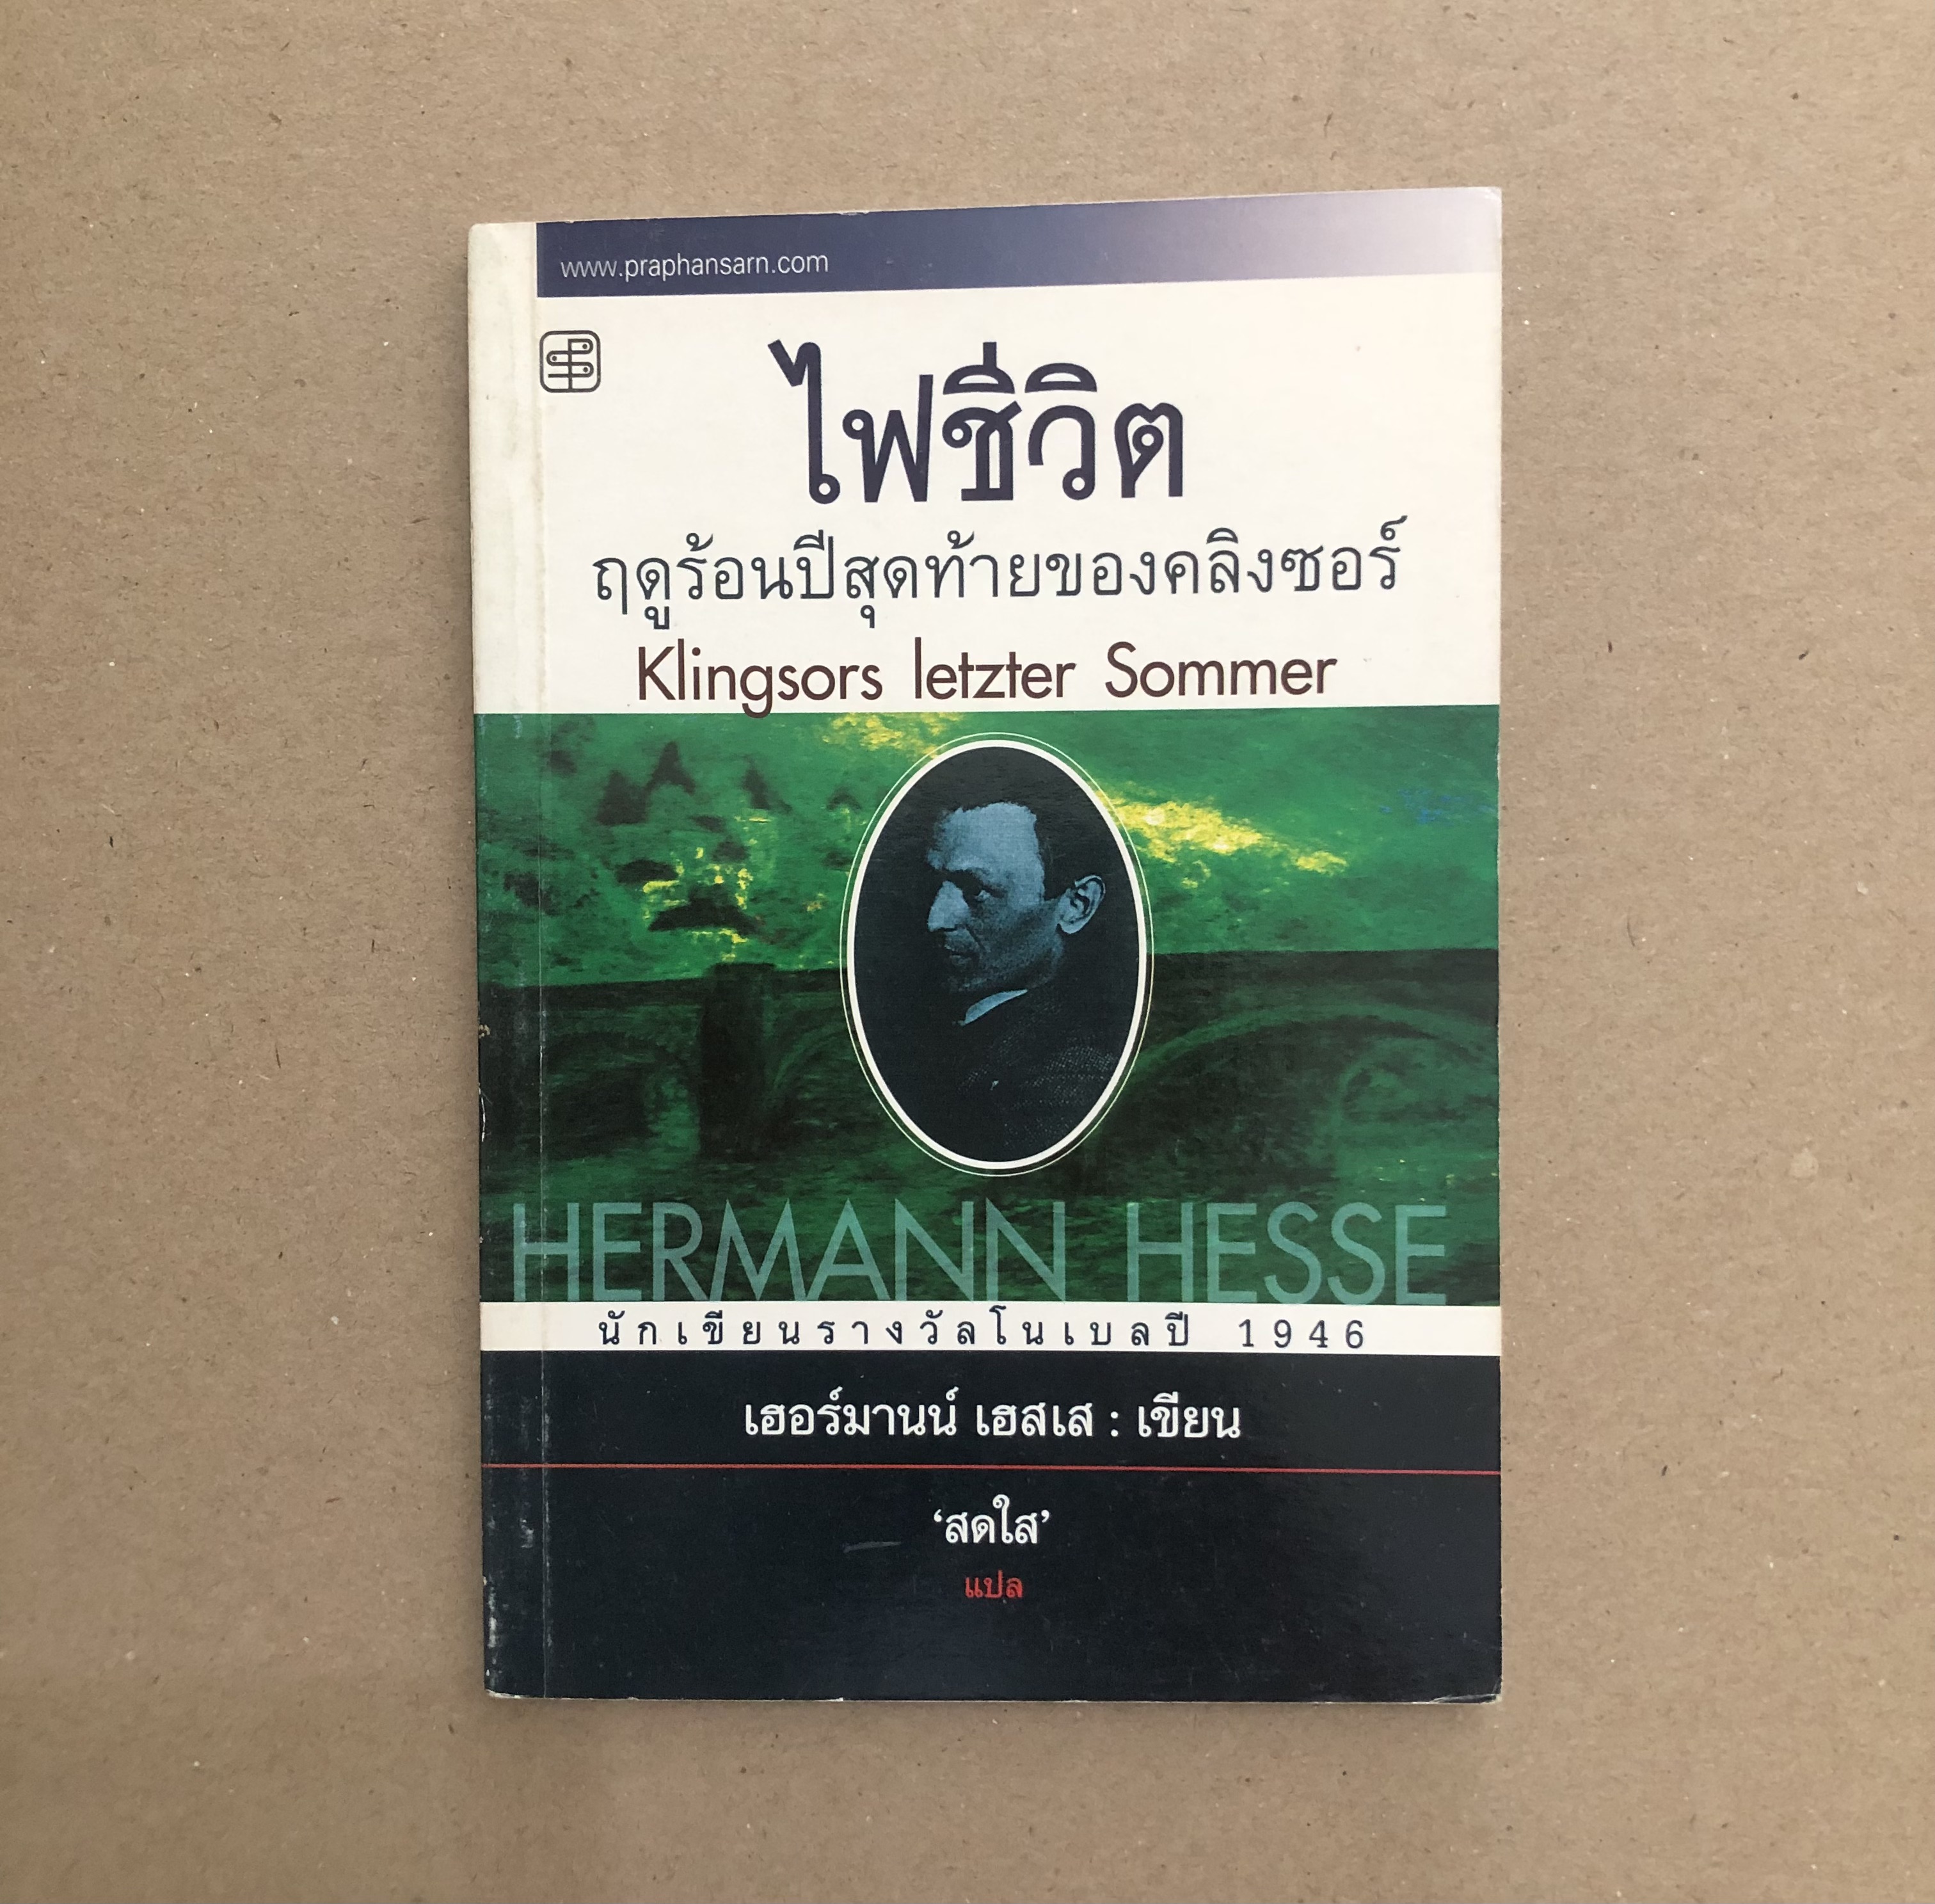 www.praphansarn.com
ไฟชีวิต
ฤดูร้อนปีสุดท้ายของคลิงซอร์
Klingsors letzter Sommer
HERMANN HESSE
นักเขียนรางวัลโนเบลปี 1946
เฮอร์มานน์ เฮสเส : เขียน
‘สดใส’
แปล